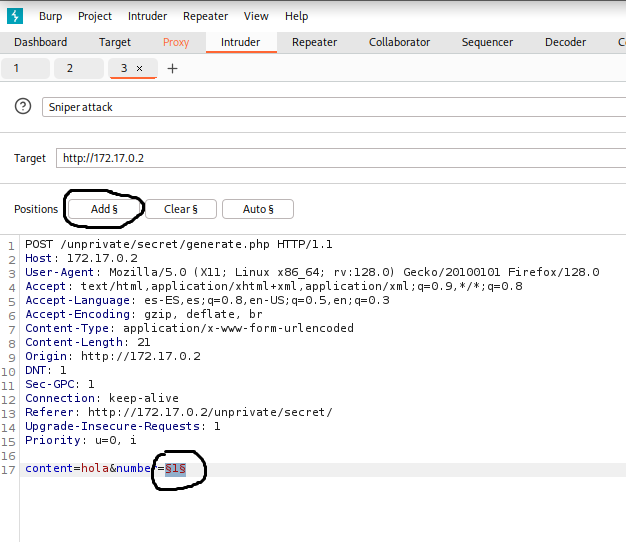 Burp Project Intruder Repeater View Help
Dashboard Target Proxy Intruder Repeater Collaborator Sequencer Decoder
1 2 3 × +
? Sniper attack
Target http://172.17.0.2
Positions Add § Clear § Auto §
1 POST /unprivate/secret/generate.php HTTP/1.1
2 Host: 172.17.0.2
3 User-Agent: Mozilla/5.0 (X11; Linux x86_64; rv:128.0) Gecko/20100101 Firefox/128.0
4 Accept: text/html,application/xhtml+xml,application/xml;q=0.9,*/*;q=0.8
5 Accept-Language: es-ES,es;q=0.8,en-US;q=0.5,en;q=0.3
6 Accept-Encoding: gzip, deflate, br
7 Content-Type: application/x-www-form-urlencoded
8 Content-Length: 21
9 Origin: http://172.17.0.2
10 DNT: 1
11 Sec-GPC: 1
12 Connection: keep-alive
13 Referer: http://172.17.0.2/unprivate/secret/
14 Upgrade-Insecure-Requests: 1
15 Priority: u=0, i
16
17 content=hola&number=§1§